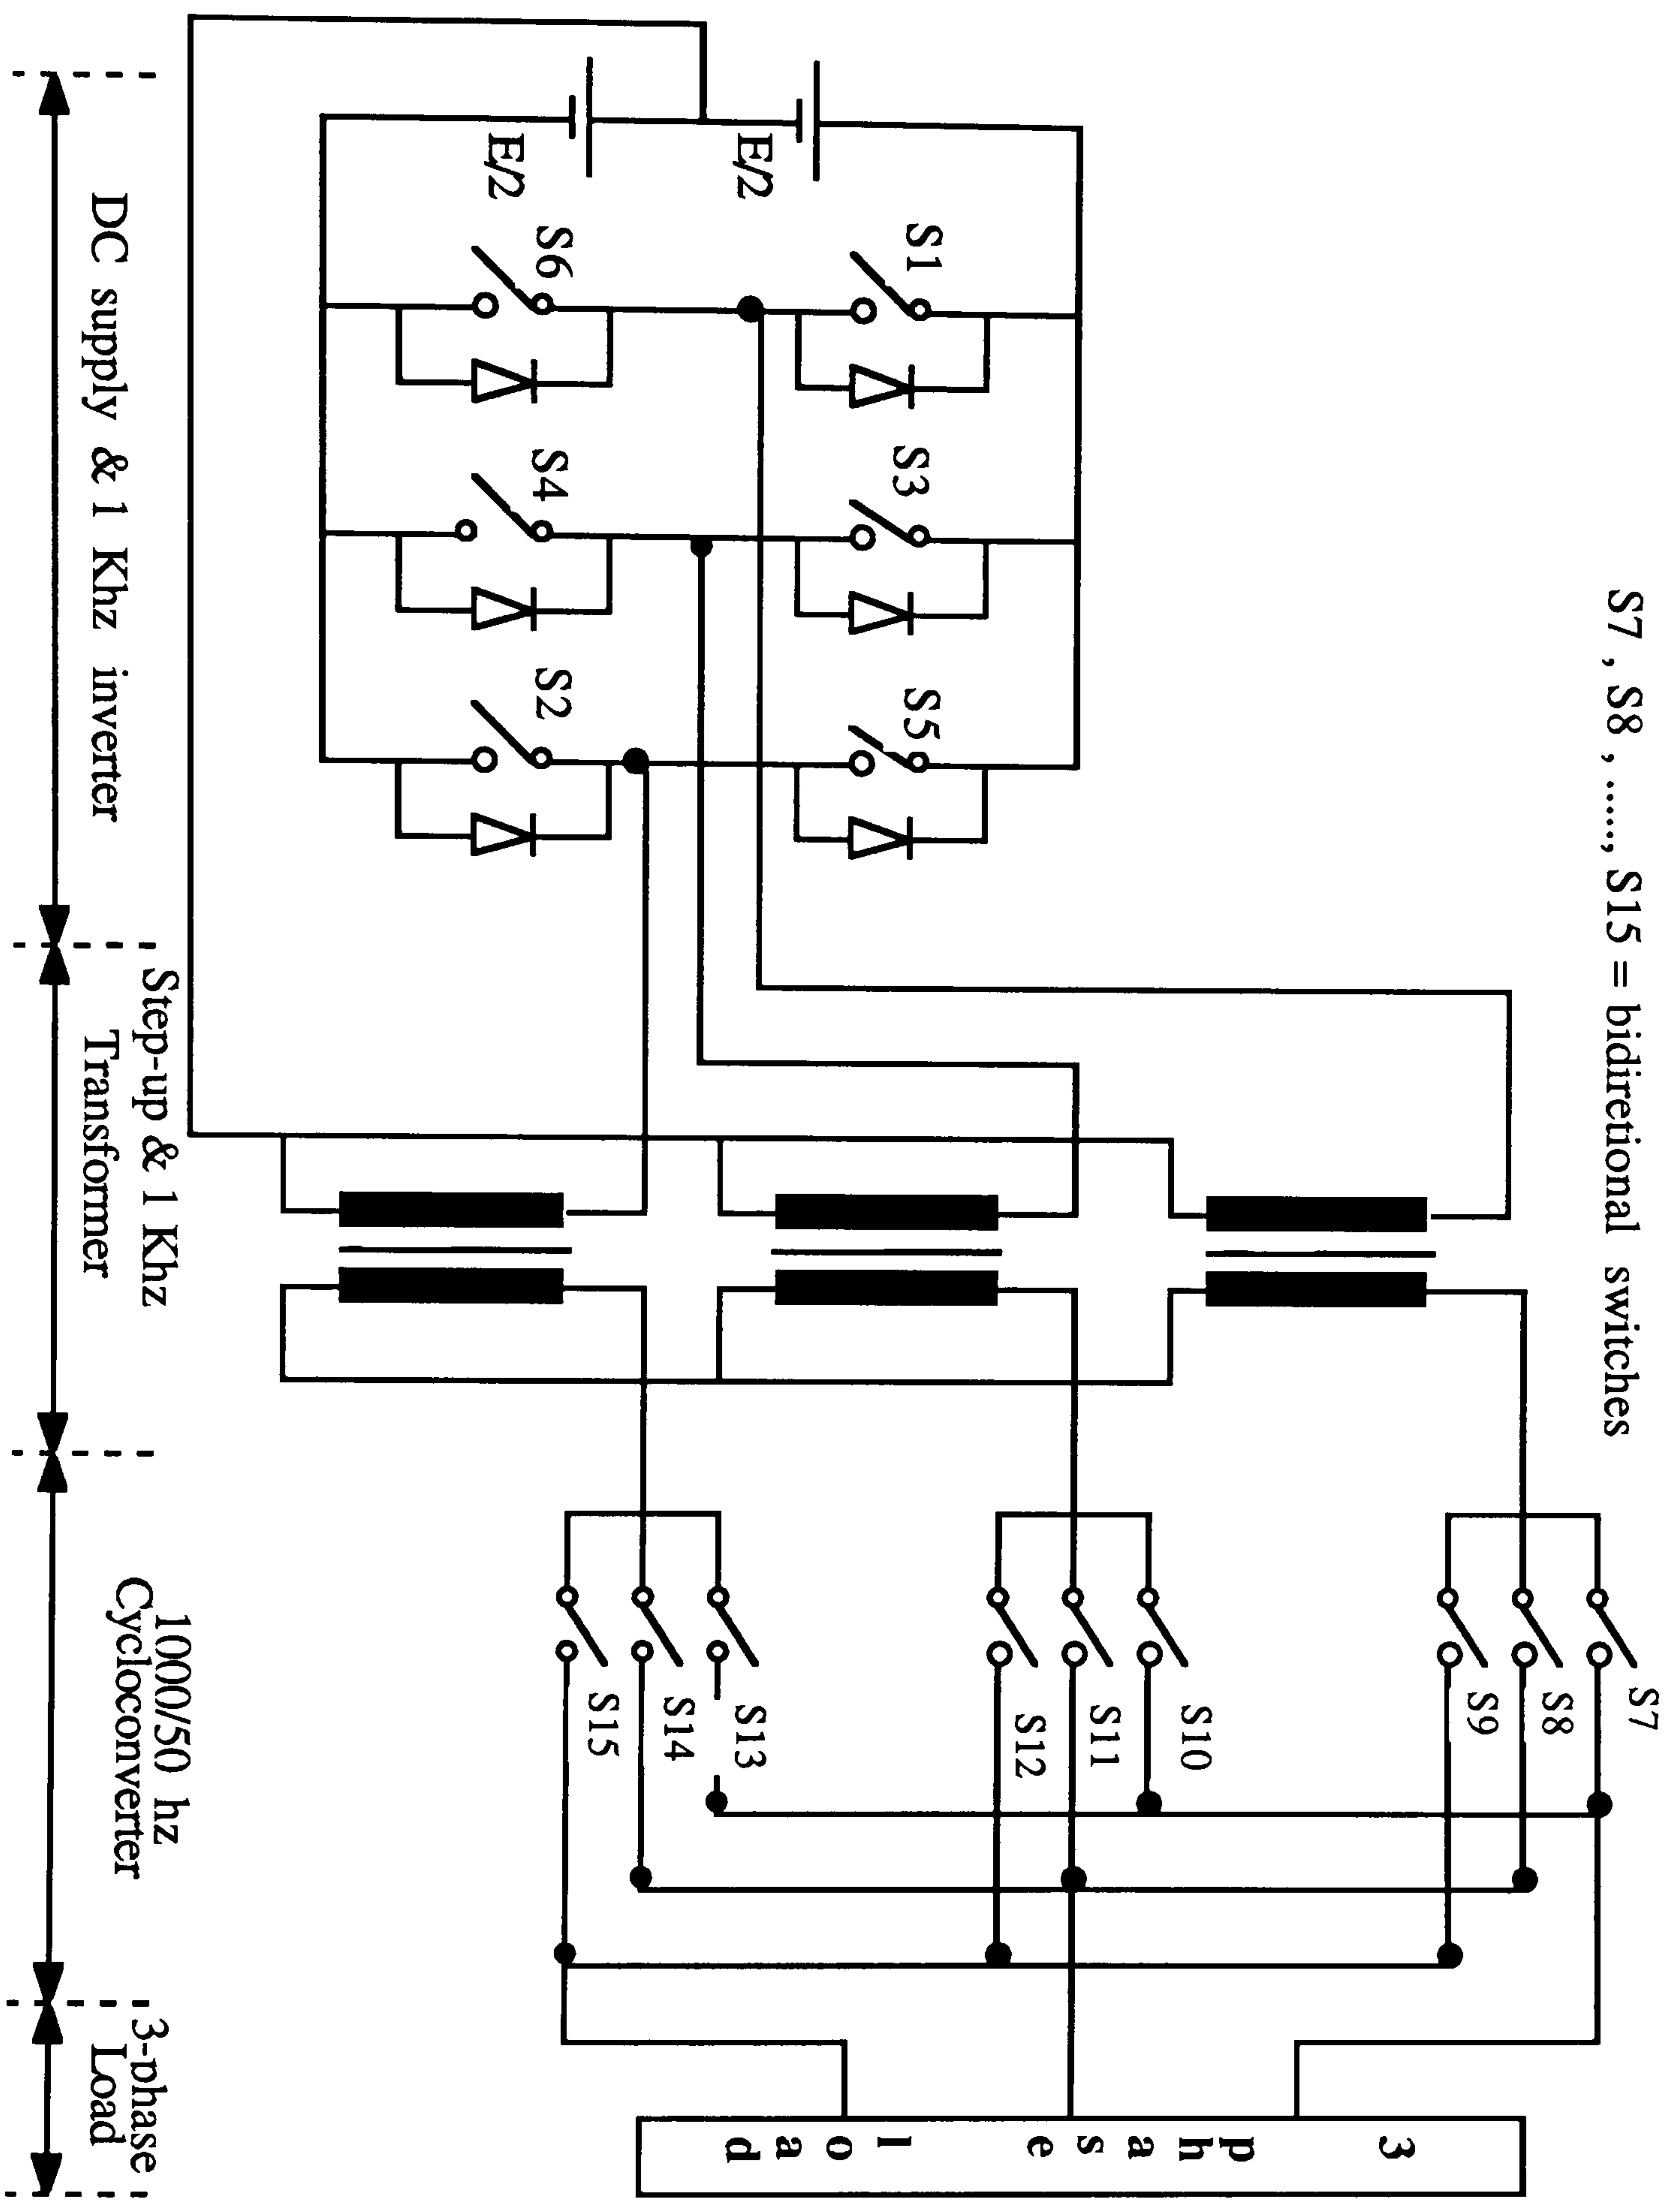 S7 , S8 , ......, S15 = bidiretional switches
S1
S3
S5
E/2
E/2
S6
S4
S2
S7
S8
S9
S10
S11
S12
S13
S14
S15
3 phase load
DC supply & 1 Khz inverter
Step-up & 1 Khz
Transformer
1000/50 hz
Cycloconverter
3-phase
Load